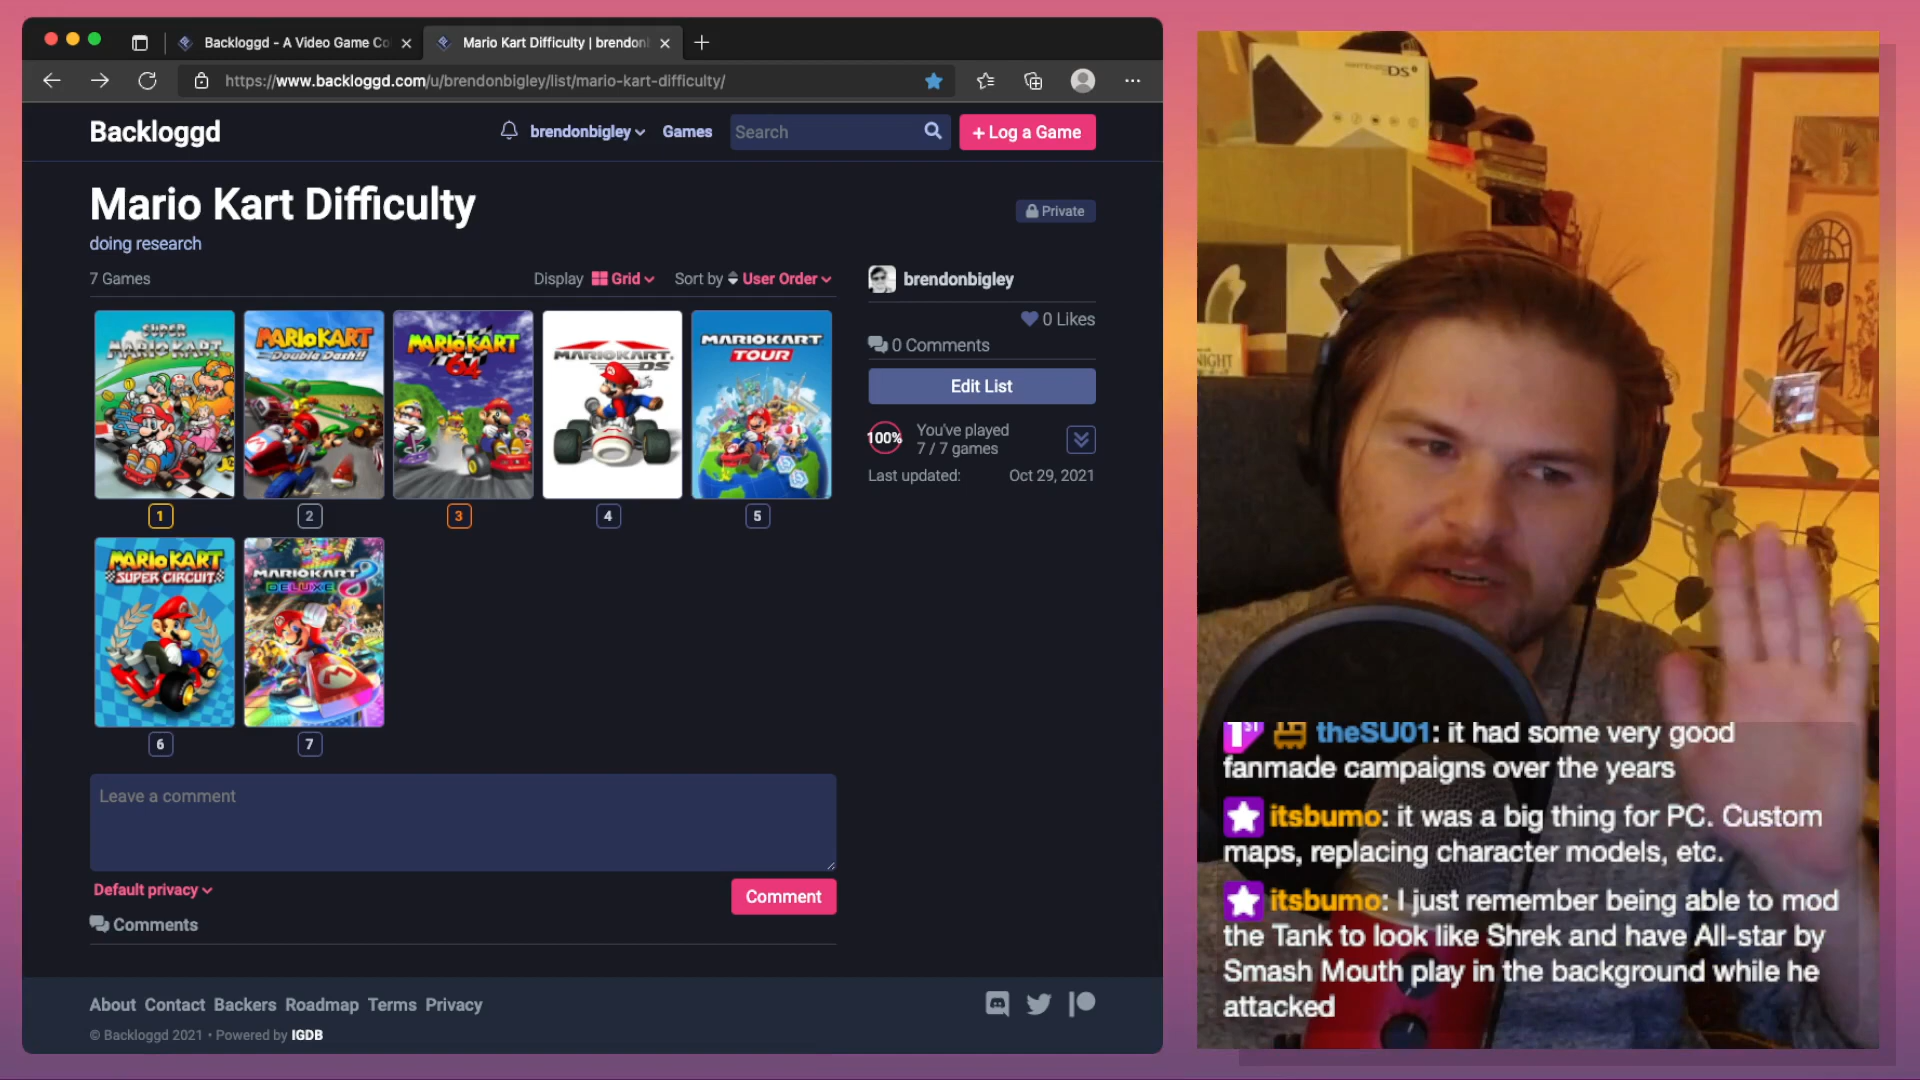 Backloggd - A Video Game Co
Mario Kart Difficulty | brendonbi
https://www.backloggd.com/u/brendonbigley/list/mario-kart-difficulty/
Backloggd
brendonbigley
Games
Search
+ Log a Game
Mario Kart Difficulty
Private
doing research
7 Games
Display
Grid
Sort by
User Order
brendonbigley
0 Likes
0 Comments
Edit List
100%
You've played
7 / 7 games
Last updated:
Oct 29, 2021
SUPER
MARIO KART
MARIO KART
Double Dash!!
MARIO KART
64
MARIO KART
DS
MARIO KART
TOUR
1
2
3
4
5
MARIO KART
SUPER CIRCUIT
MARIO KART 8
DELUXE
6
7
Leave a comment
Default privacy
Comment
Comments
About Contact Backers Roadmap Terms Privacy
© Backloggd 2021 • Powered by IGDB
NINTENDO DSi
theSU01: it had some very good
fanmade campaigns over the years
itsbumo: it was a big thing for PC. Custom
maps, replacing character models, etc.
itsbumo: I just remember being able to mod
the Tank to look like Shrek and have All-star by
Smash Mouth play in the background while he
attacked